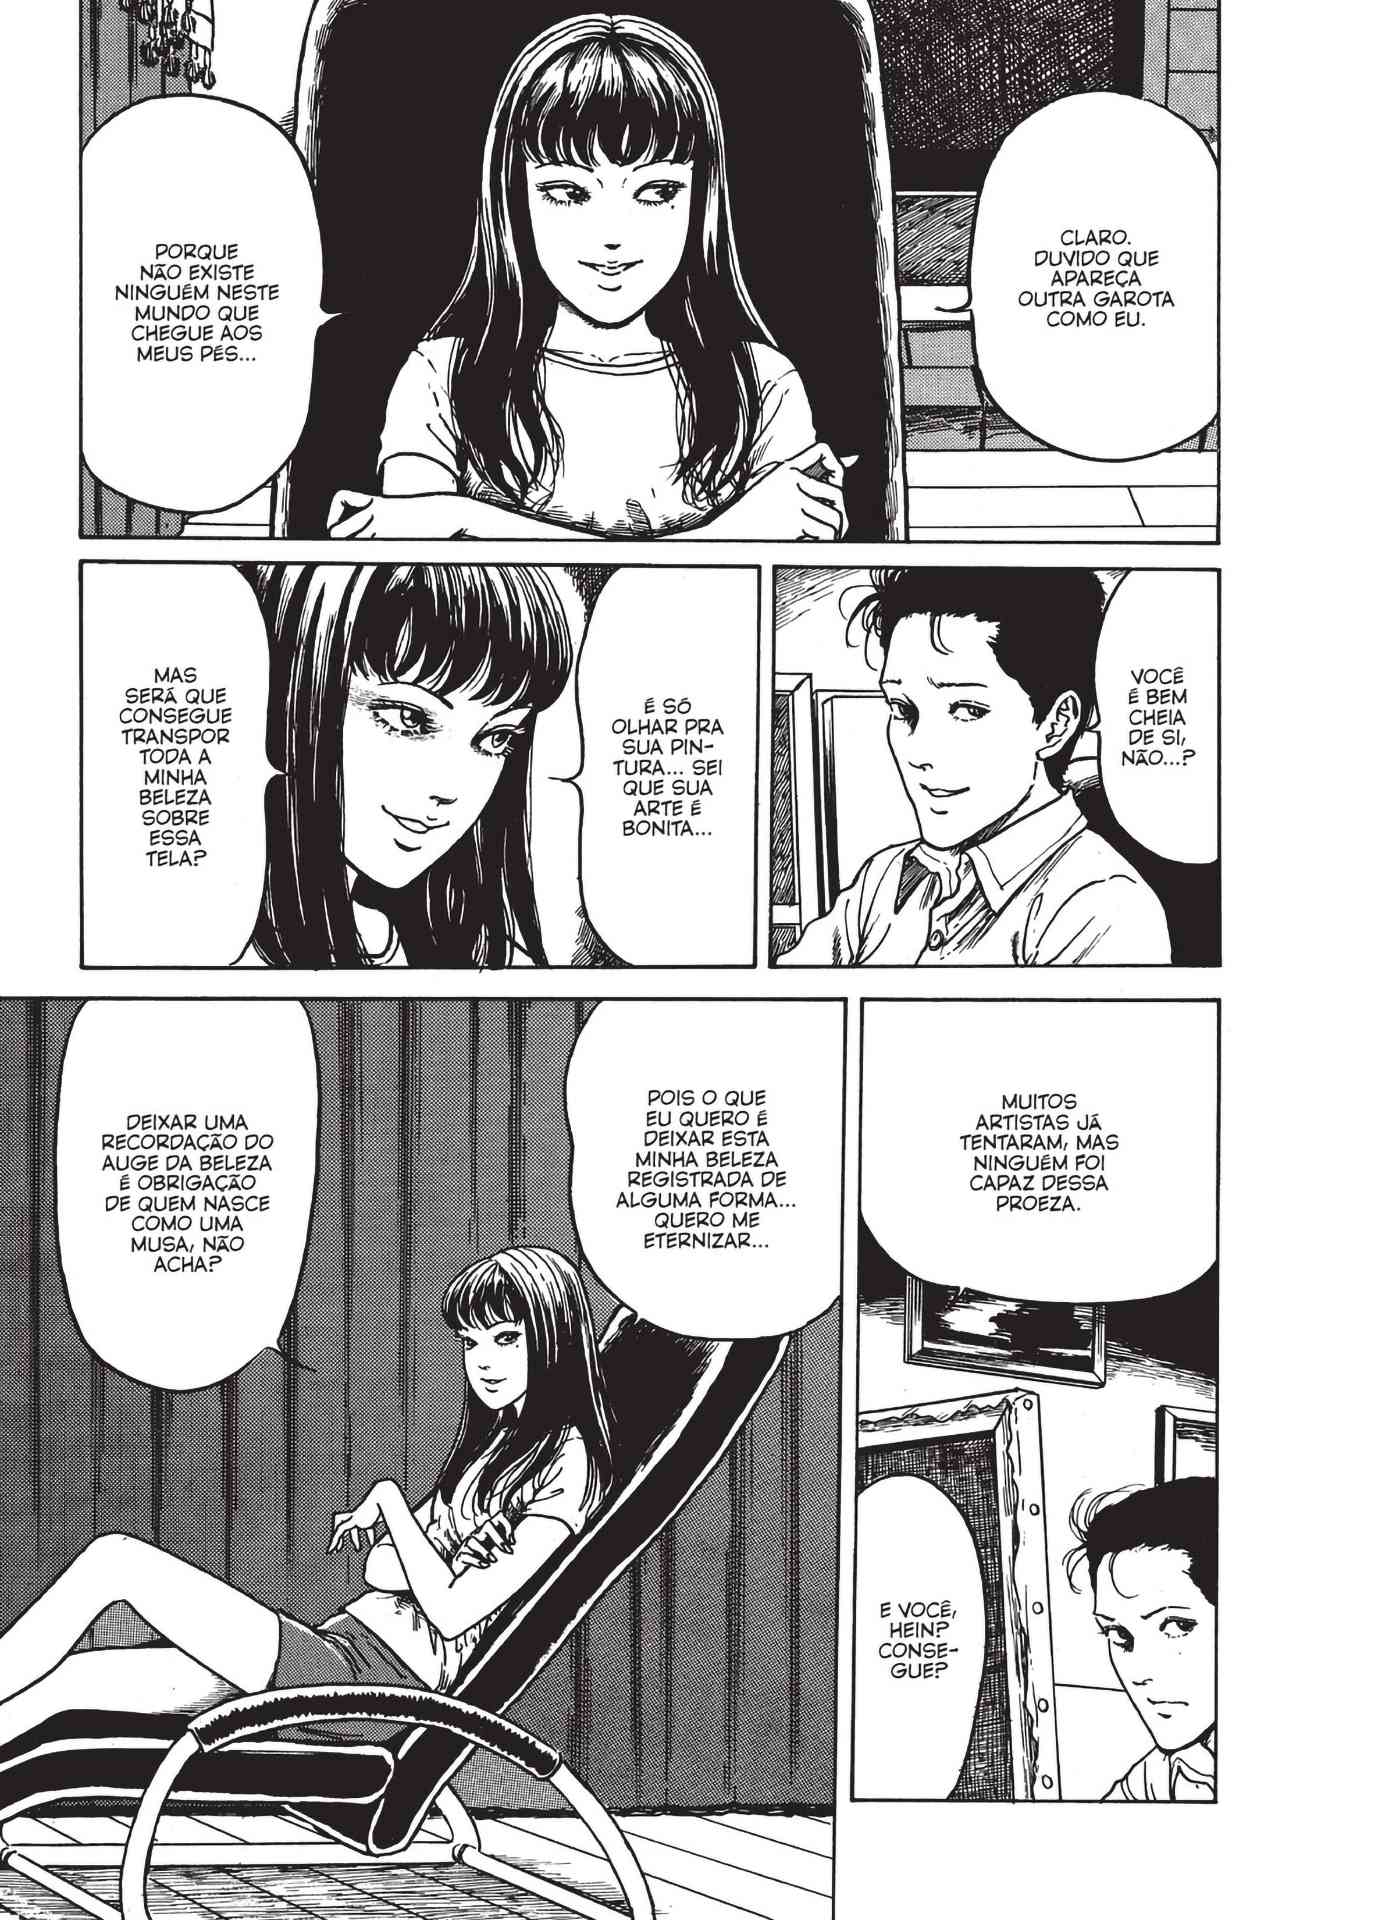 CLARO.
DUVIDO QUE
APAREÇA
OUTRA GAROTA
COMO EU.
PORQUE
NÃO EXISTE
NINGUÉM NESTE
MUNDO QUE
CHEGUE AOS
MEUS PÉS...
VOCÊ
É BEM
CHEIA
DE SI,
NÃO...?
É SÓ
OLHAR PRA
SUA PIN-
TURA... SEI
QUE SUA
ARTE É
BONITA...
MAS
SERÁ QUE
CONSEGUE
TRANSPOR
TODA A
MINHA
BELEZA
SOBRE
ESSA
TELA?
MUITOS
ARTISTAS JÁ
TENTARAM, MAS
NINGUÉM FOI
CAPAZ DESSA
PROEZA.
E VOCÊ,
HEIN?
CONSE-
GUE?
POIS O QUE
EU QUERO É
DEIXAR ESTA
MINHA BELEZA
REGISTRADA DE
ALGUMA FORMA...
QUERO ME
ETERNIZAR...
DEIXAR UMA
RECORDAÇÃO DO
AUGE DA BELEZA
É OBRIGAÇÃO
DE QUEM NASCE
COMO UMA
MUSA, NÃO
ACHA?